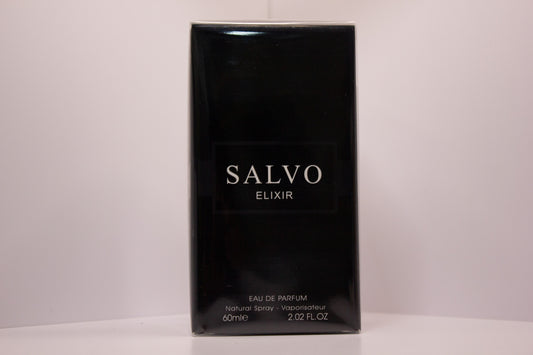 SALVO
ELIXIR
EAU DE PARFUM
Natural Spray - Vaporisateur
60ml℮ 2.02 FL.OZ